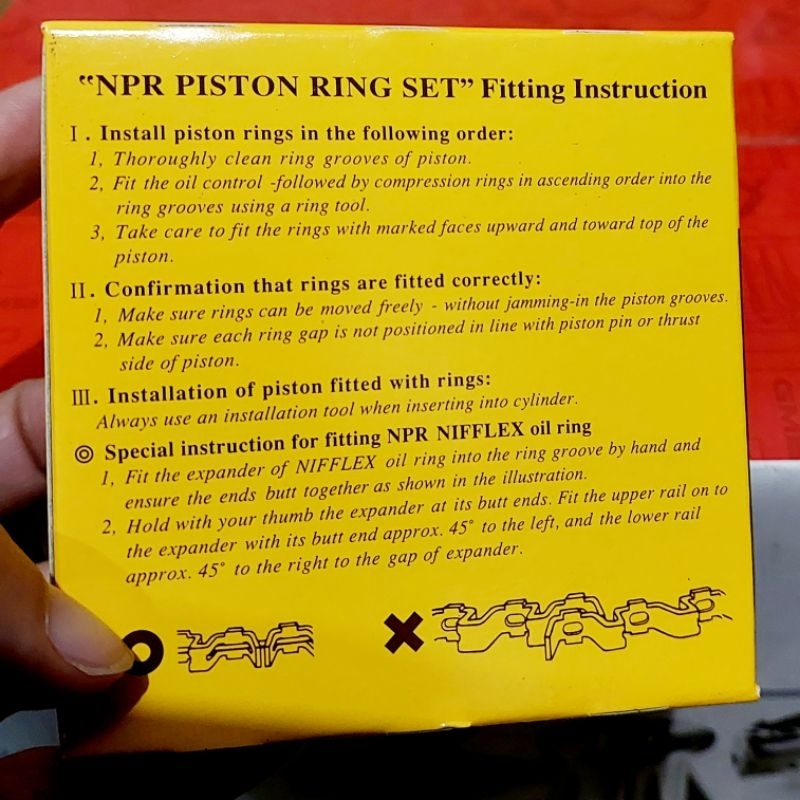 "NPR PISTON RING SET" Fitting Instruction
I. Install piston rings in the following order:
1, Thoroughly clean ring grooves of piston.
2, Fit the oil control -followed by compression rings in ascending order into the
ring grooves using a ring tool.
3, Take care to fit the rings with marked faces upward and toward top of the
piston.
II. Confirmation that rings are fitted correctly:
1, Make sure rings can be moved freely - without jamming-in the piston grooves.
2, Make sure each ring gap is not positioned in line with piston pin or thrust
side of piston.
III. Installation of piston fitted with rings:
Always use an installation tool when inserting into cylinder.
◎ Special instruction for fitting NPR NIFFLEX oil ring
1, Fit the expander of NIFFLEX oil ring into the ring groove by hand and
ensure the ends butt together as shown in the illustration.
2, Hold with your thumb the expander at its butt ends. Fit the upper rail on to
the expander with its butt end approx. 45° to the left, and the lower rail
approx. 45° to the right to the gap of expander.